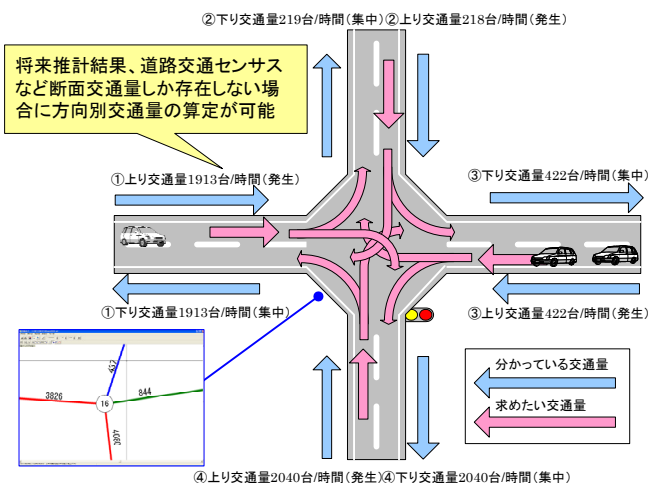 ②下り交通量219台/時間(集中)
②上り交通量218台/時間(発生)
将来推計結果、道路交通センサス
など断面交通量しか存在しない場
合に方向別交通量の算定が可能
①上り交通量1913台/時間(発生)
③下り交通量422台/時間(集中)
①下り交通量1913台/時間(集中)
③上り交通量422台/時間(発生)
437
3826
844
16
4080
分かっている交通量
求めたい交通量
④上り交通量2040台/時間(発生)
④下り交通量2040台/時間(集中)